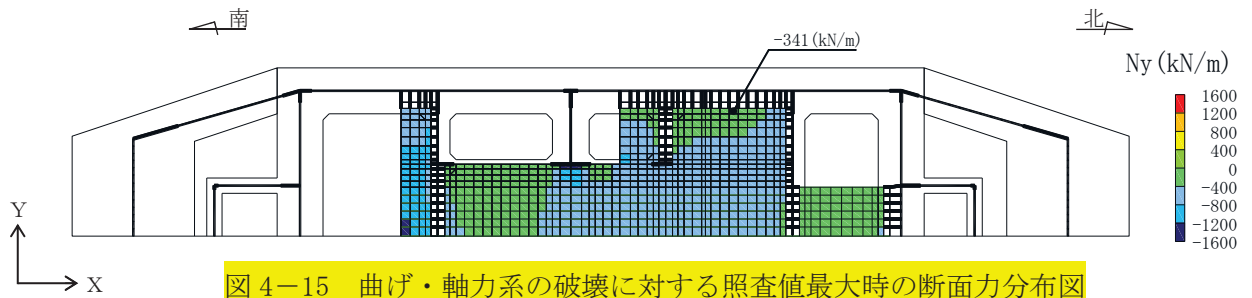 南
北
-341(kN/m)
Ny(kN/m)
1600
1200
800
400
0
-400
-800
-1200
-1600
Y
X
図 4-15 曲げ・軸力系の破壊に対する照査値最大時の断面力分布図